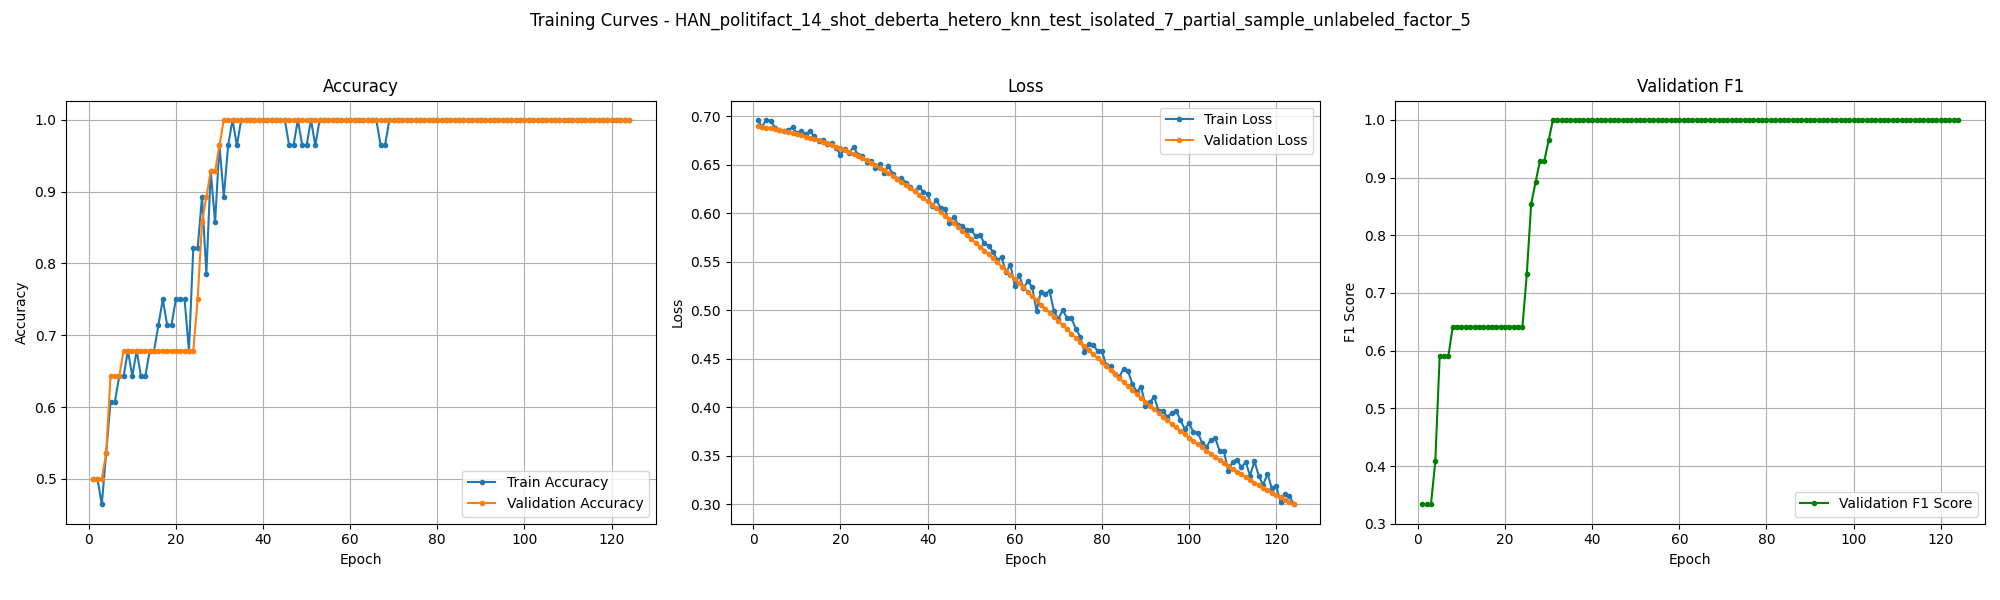 Training Curves - HAN_politifact_14_shot_deberta_hetero_knn_test_isolated_7_partial_sample_unlabeled_factor_5
Accuracy
1.0
0.9
0.8
0.7
0.6
0.5
Accuracy
0 20 40 60 80 100 120
Epoch
Train Accuracy
Validation Accuracy
Loss
0.70
0.65
0.60
0.55
0.50
0.45
0.40
0.35
0.30
Loss
0 20 40 60 80 100 120
Epoch
Train Loss
Validation Loss
Validation F1
1.0
0.9
0.8
0.7
0.6
0.5
0.4
0.3
F1 Score
0 20 40 60 80 100 120
Epoch
Validation F1 Score